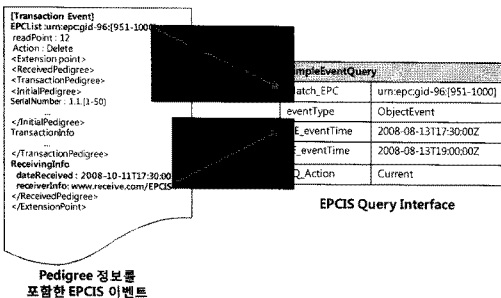 [Transaction Event]
EPCList :urn:epc:gid-96:[951-1000]
readPoint : 12
Action : Delete
<Extension point>
<ReceivedPedigree>
<TransactionPedigree>
<InitialPedigree>
SerialNumber : 1.1.[1-50)
...
</InitialPedigree>
TransactionInfo
...
</TransactionPedigree>
ReceivingInfo
dateReceived : 2008-10-11T17:30:00
receiverInfo: www.receive.com/EPCIS
</ReceivedPedigree>
</ExtensionPoint>
Pedigree 정보를
포함한 EPCIS 이벤트
mpleEventQuery
atch_EPC urn:epc:gid-96:[951-1000]
eventType ObjectEvent
E_eventTime 2008-08-13T17:30:00Z
E_eventTime 2008-08-13T19:00:00Z
Q_Action Current
EPCIS Query Interface